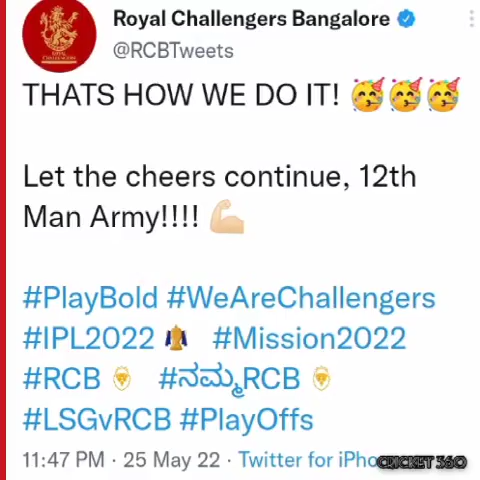 Royal Challengers Bangalore
@RCBTweets
THATS HOW WE DO IT! 🥳🥳🥳
Let the cheers continue, 12th
Man Army!!!! 💪🏻
#PlayBold #WeAreChallengers
#IPL2022 #Mission2022
#RCB #ನಮ್ಮRCB
#LSGvRCB #PlayOffs
11:47 PM · 25 May 22 · Twitter for iPho
CRICKET 360